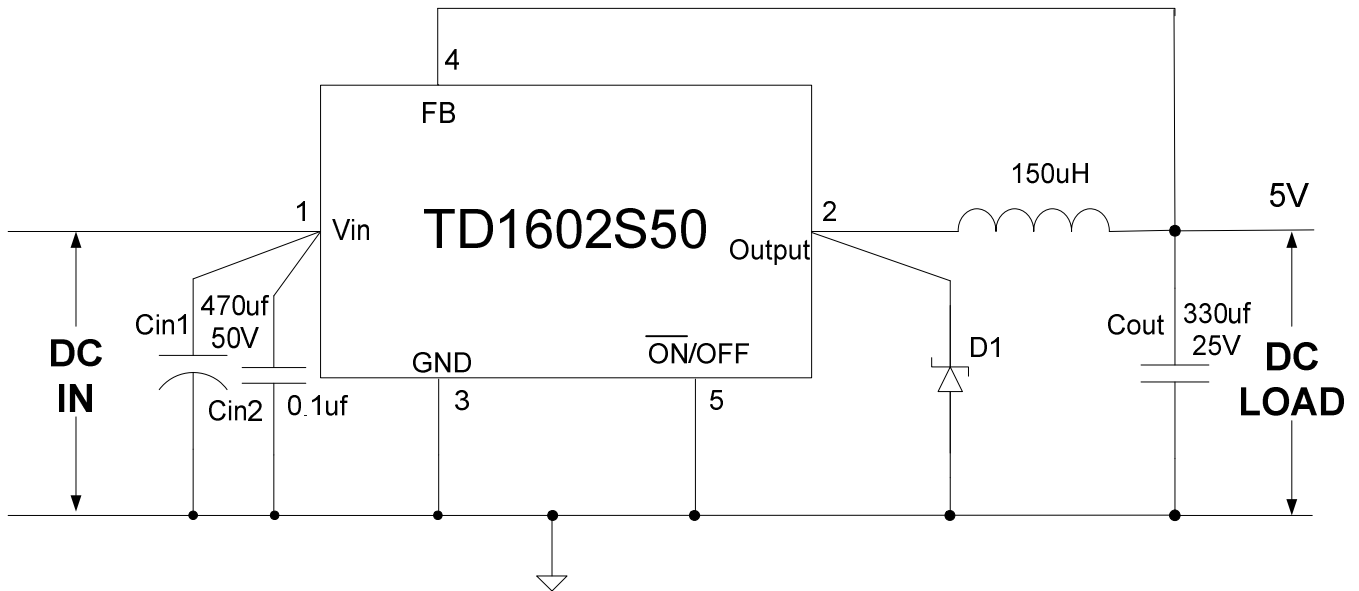 4
FB
150uH
5V
1
Vin
TD1602S50
2
Output
Cin1
470uf
50V
DC
IN
Cin2
0.1uf
GND
ON/OFF
3
5
D1
Cout
330uf
25V
DC
LOAD